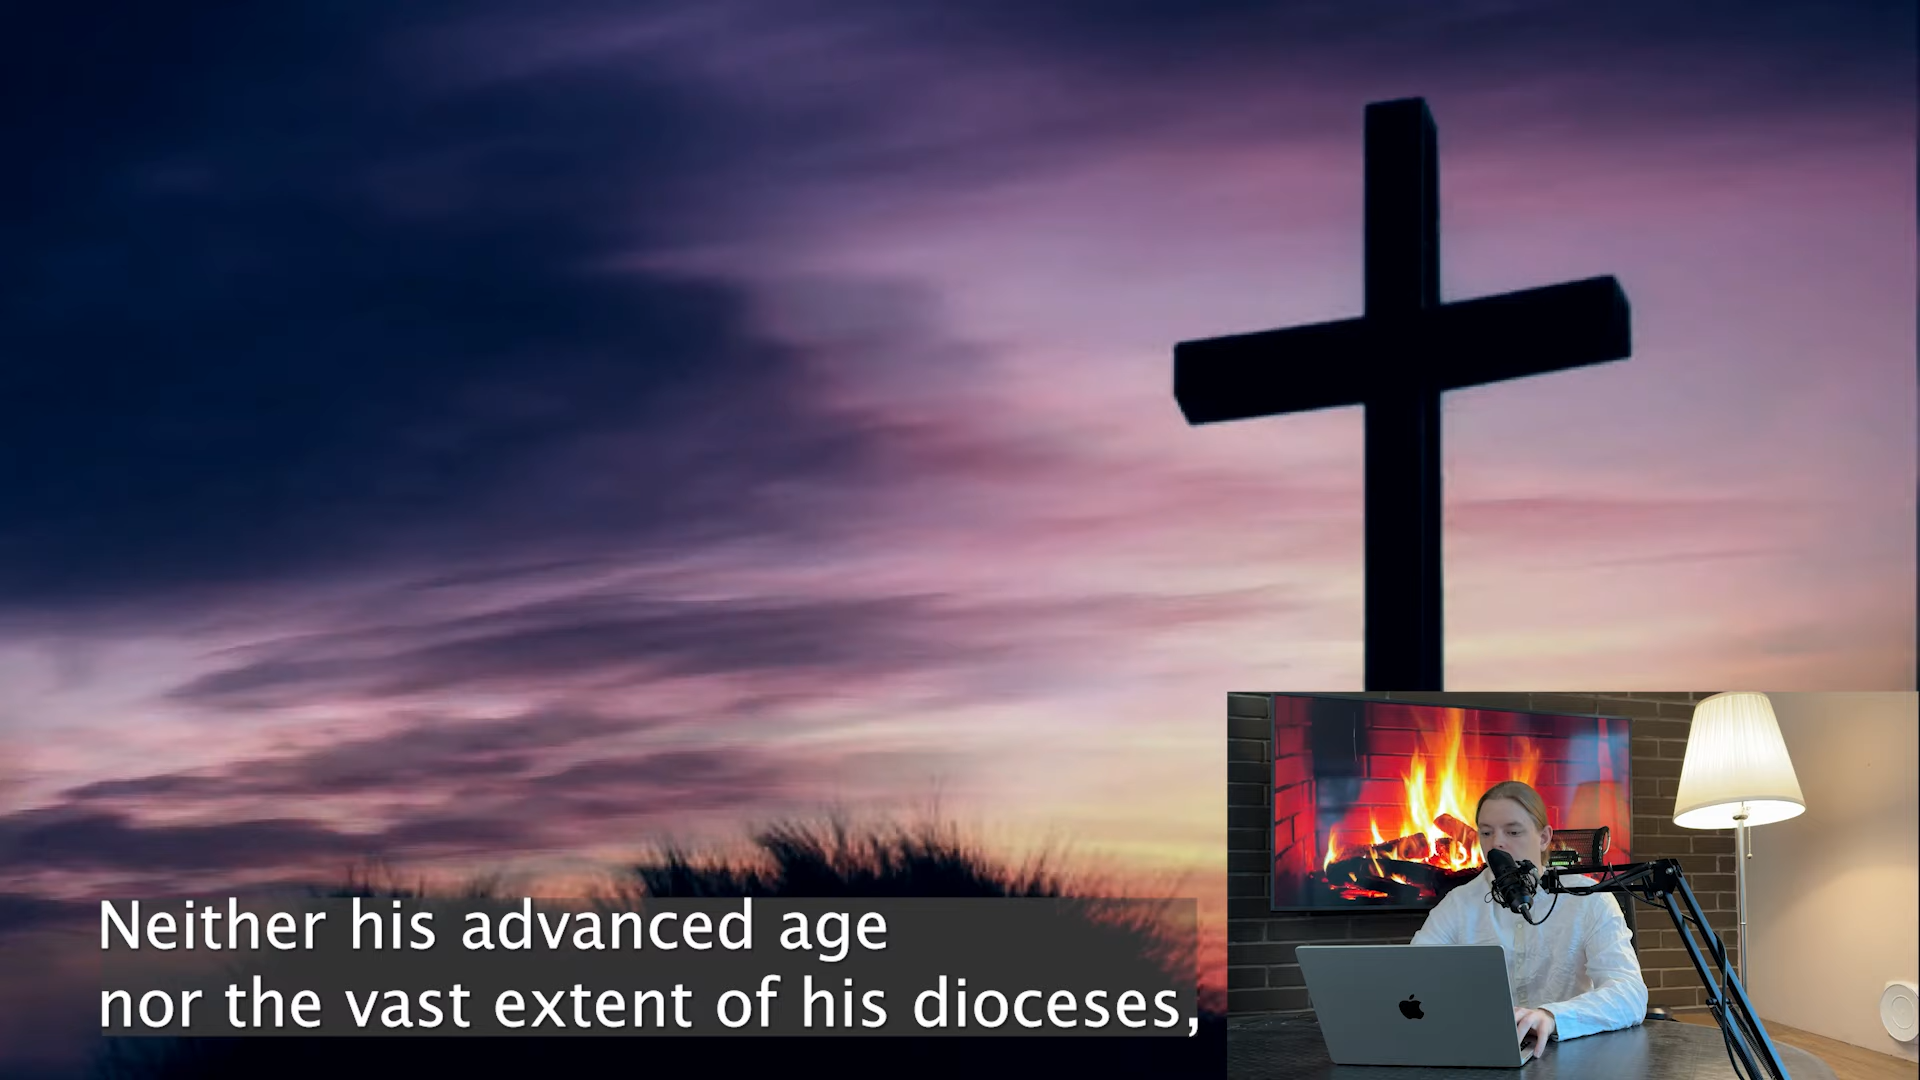 Neither his advanced age
nor the vast extent of his dioceses,